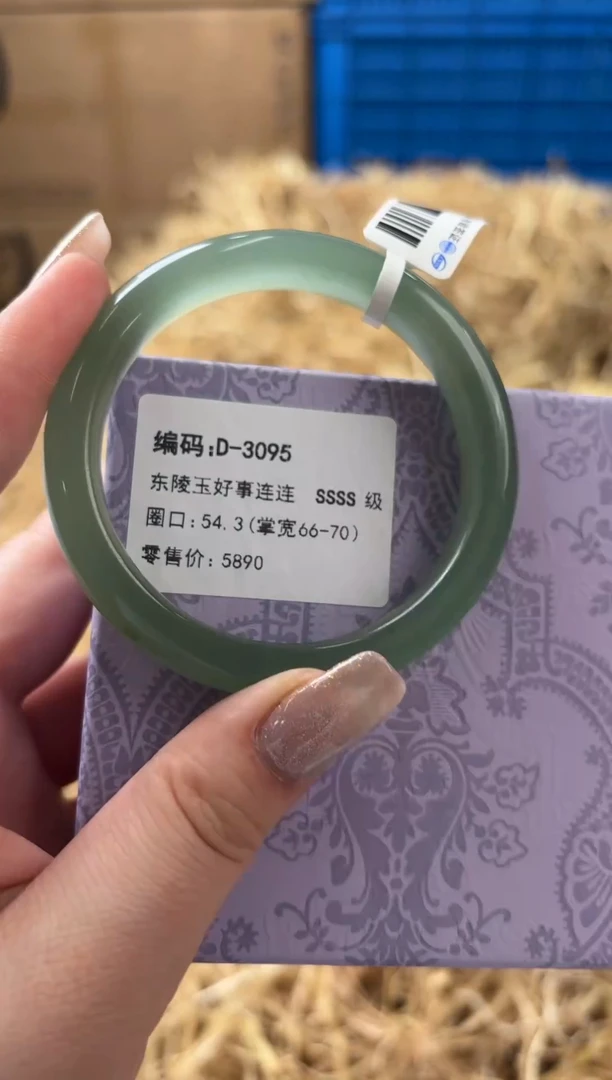 编码:D-3095
东陵玉好事连连 SSSS 级
圈口:54.3(掌宽66-70)
零售价: 5890